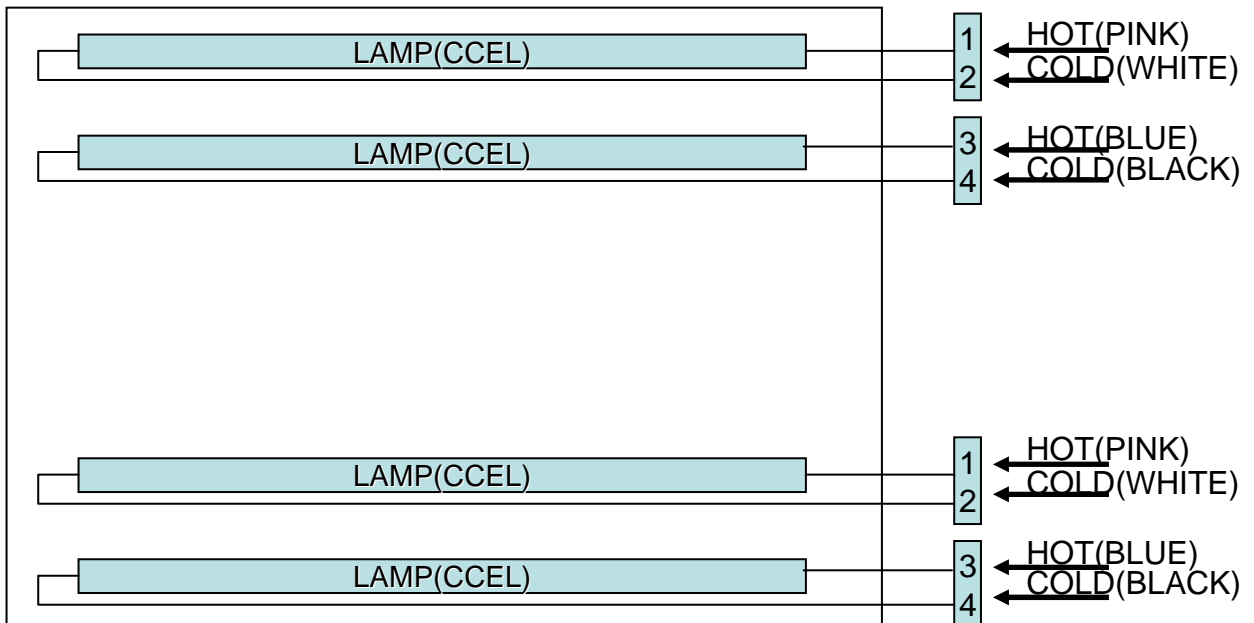 LAMP(CCEL)
1
HOT(PINK)
2
COLD(WHITE)
LAMP(CCEL)
3
HOT(BLUE)
4
COLD(BLACK)
LAMP(CCEL)
1
HOT(PINK)
2
COLD(WHITE)
LAMP(CCEL)
3
HOT(BLUE)
4
COLD(BLACK)